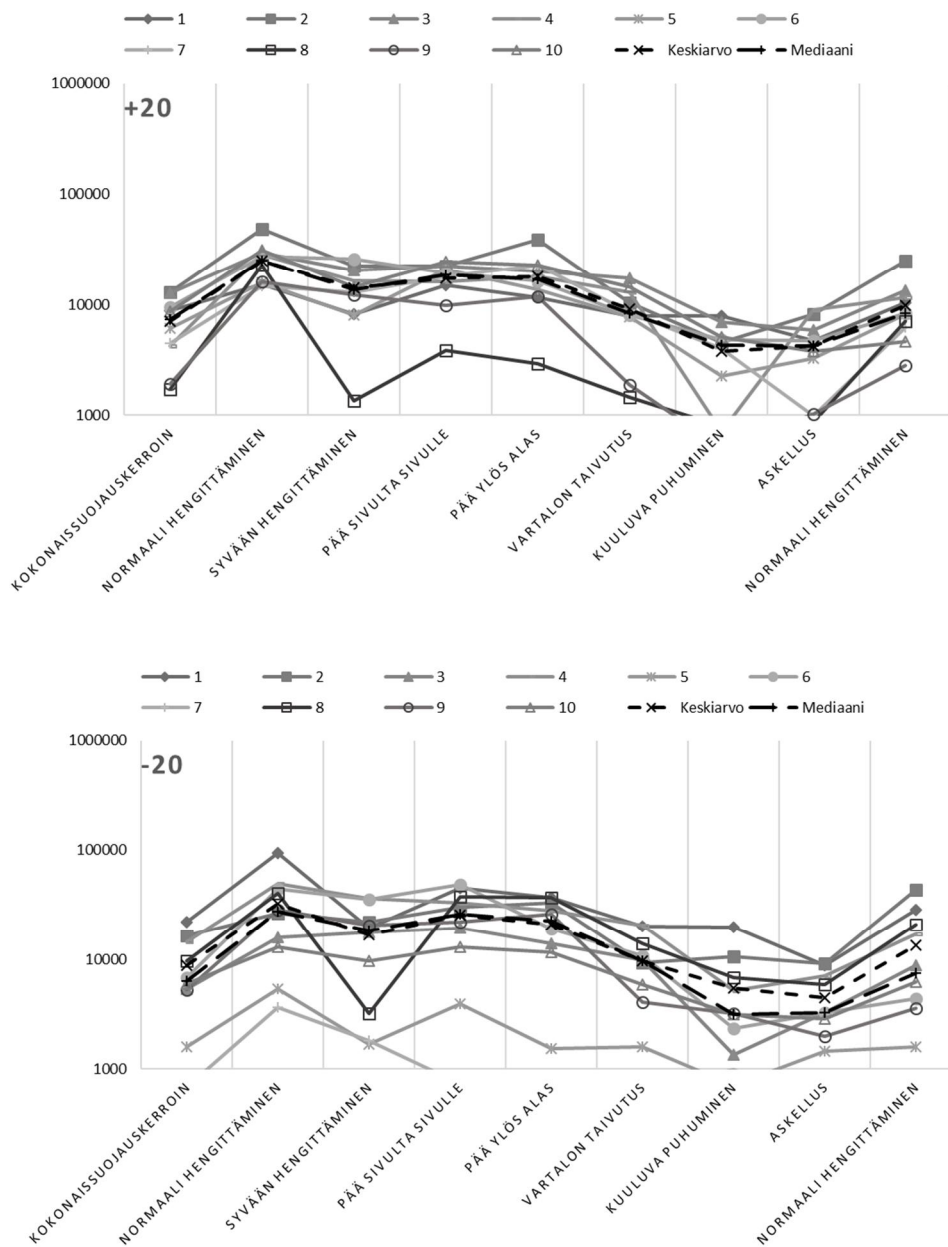 1 2 3 4 5 6
7 8 9 10 Keskiarvo Mediaani
1000000
+20
100000
10000
1000
KOKONAISSUOJAUSKERROIN
NORMAALI HENGITTÄMINEN
SYVÄÄN HENGITTÄMINEN
PÄÄ SIVULTA SIVULLE
PÄÄ YLÖS ALAS
VARTALON TAIVUTUS
KUULUVA PUHUMINEN
ASKELLUS
NORMAALI HENGITTÄMINEN
1 2 3 4 5 6
7 8 9 10 Keskiarvo Mediaani
1000000
-20
100000
10000
1000
KOKONAISSUOJAUSKERROIN
NORMAALI HENGITTÄMINEN
SYVÄÄN HENGITTÄMINEN
PÄÄ SIVULTA SIVULLE
PÄÄ YLÖS ALAS
VARTALON TAIVUTUS
KUULUVA PUHUMINEN
ASKELLUS
NORMAALI HENGITTÄMINEN